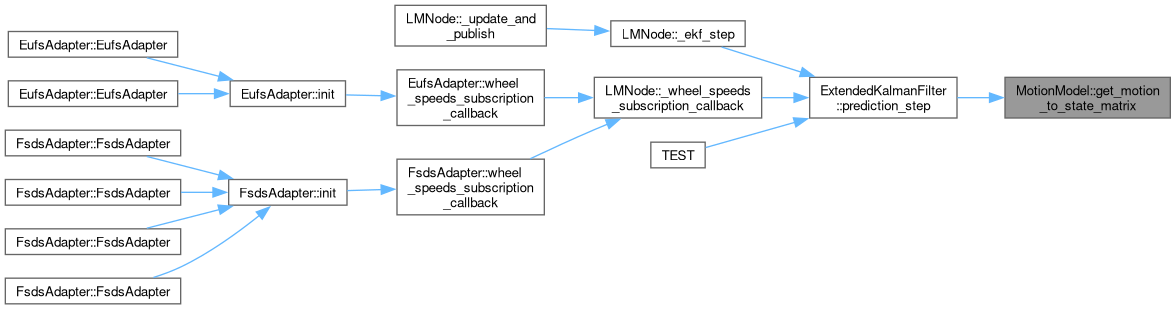 LMNode::_update_and
_publish
LMNode::_ekf_step
EufsAdapter::EufsAdapter
EufsAdapter::EufsAdapter
EufsAdapter::init
EufsAdapter::wheel
_speeds_subscription
_callback
LMNode::_wheel_speeds
_subscription_callback
ExtendedKalmanFilter
::prediction_step
MotionModel::get_motion
_to_state_matrix
TEST
FsdsAdapter::FsdsAdapter
FsdsAdapter::FsdsAdapter
FsdsAdapter::FsdsAdapter
FsdsAdapter::FsdsAdapter
FsdsAdapter::init
FsdsAdapter::wheel
_speeds_subscription
_callback